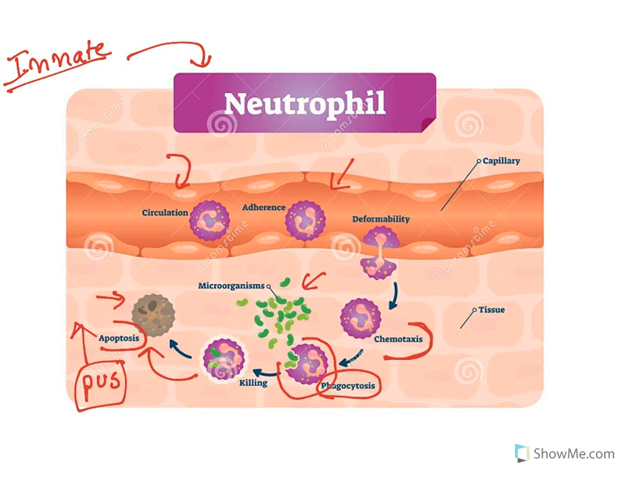 Innate
Neutrophil
Capillary
Circulation
Adherence
Deformability
Microorganisms
Tissue
Apoptosis
Chemotaxis
Killing
Phagocytosis
pus
ShowMe.com